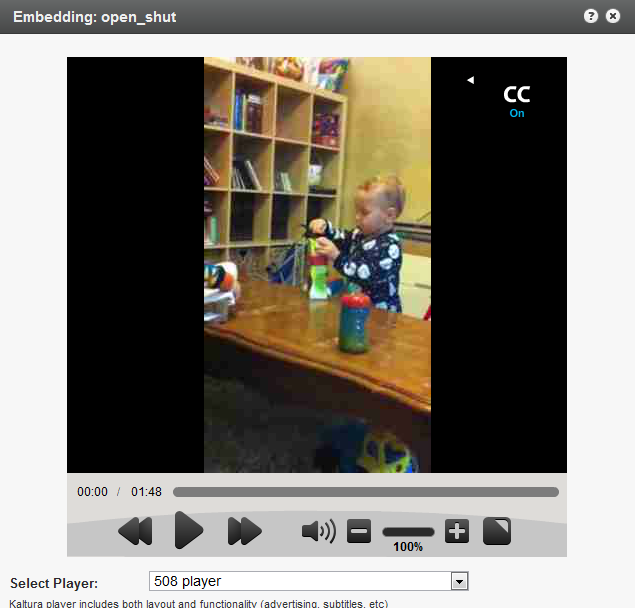 Embedding: open_shut
?
CC
On
00:00 / 01:48
100%
Select Player: 508 player
Kaltura player includes both layout and functionality (advertising, subtitles, etc)